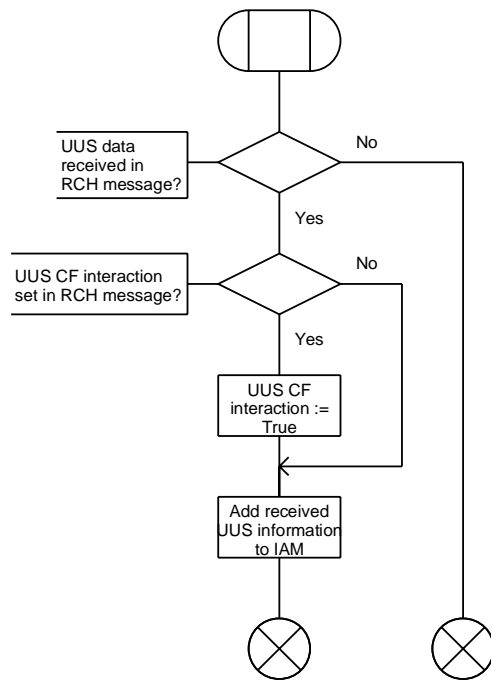 UUS data
received in
RCH message?
No
Yes
UUS CF interaction
set in RCH message?
No
Yes
UUS CF
interaction :=
True
Add received
UUS information
to IAM